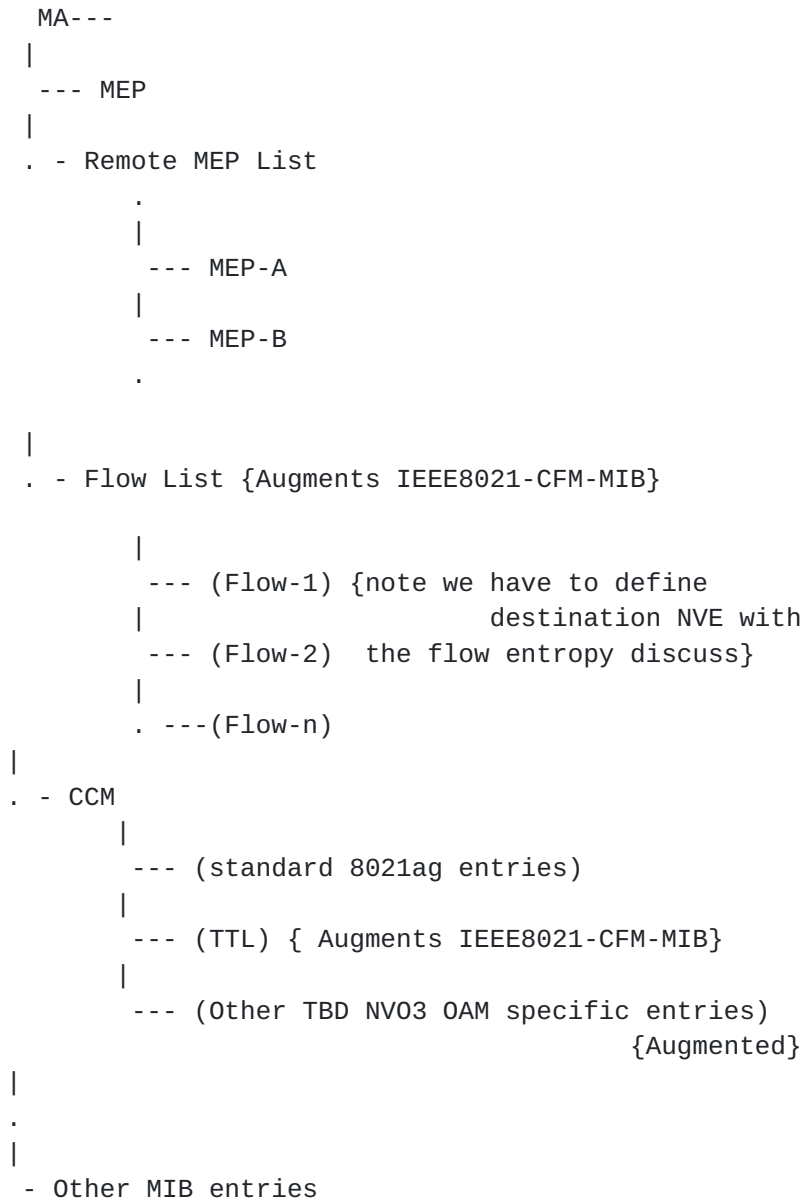 MA---
|
--- MEP
|
. - Remote MEP List
.
|
--- MEP-A
|
--- MEP-B
.
|
. - Flow List {Augments IEEE8021-CFM-MIB}
|
--- (Flow-1) {note we have to define
| destination NVE with
--- (Flow-2) the flow entropy discuss}
|
. ---(Flow-n)
|
. - CCM
|
--- (standard 8021ag entries)
|
--- (TTL) { Augments IEEE8021-CFM-MIB}
|
--- (Other TBD NVO3 OAM specific entries)
{Augmented}
|
.
|
- Other MIB entries